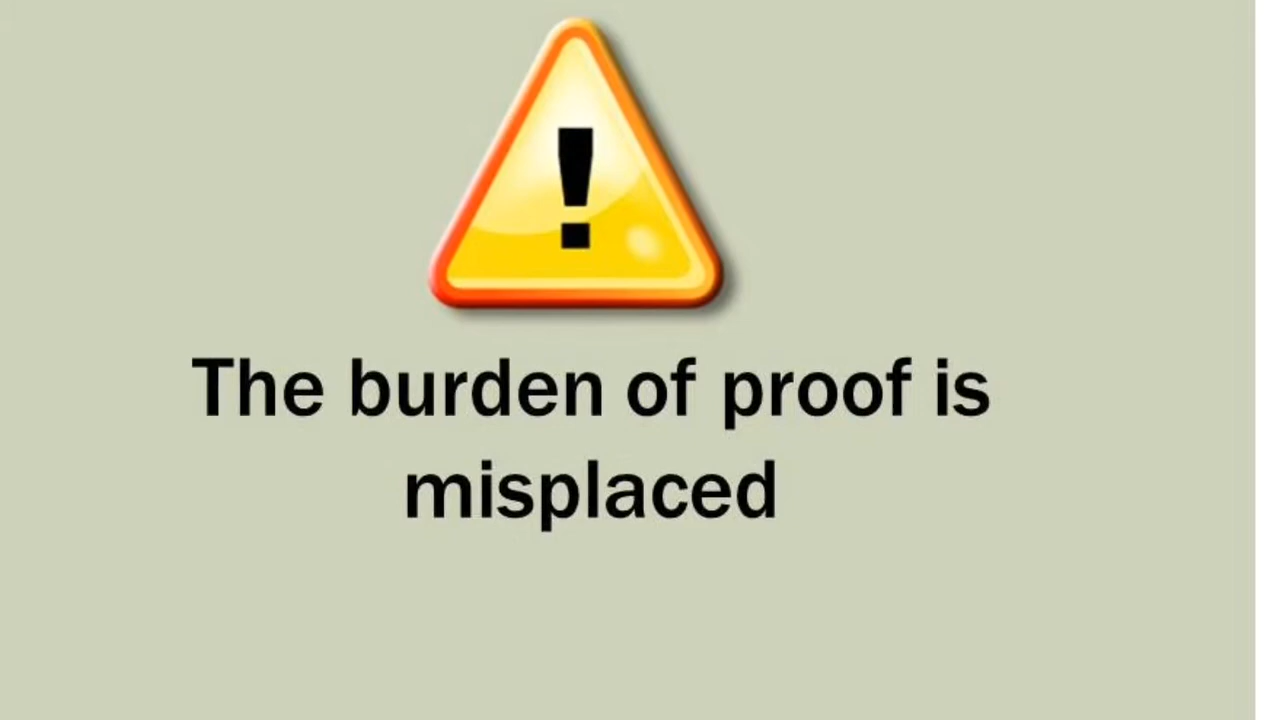 !
The burden of proof is
misplaced